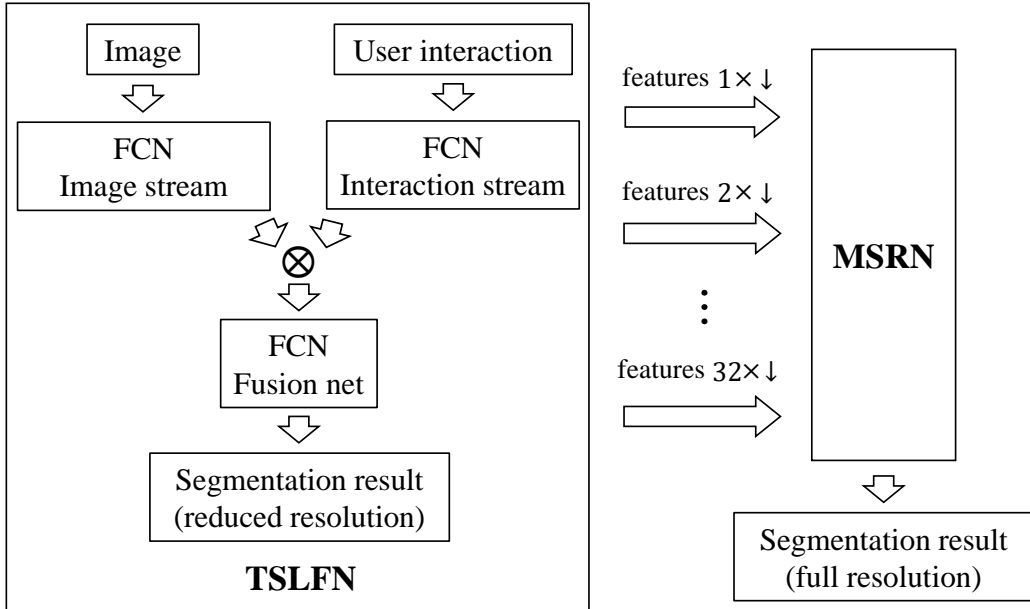 Image
User interaction
FCN
Image stream
FCN
Interaction stream
⊗
FCN
Fusion net
Segmentation result
(reduced resolution)
TSLFN
features 1×↓
features 2×↓
⋮
features 32×↓
MSRN
Segmentation result
(full resolution)